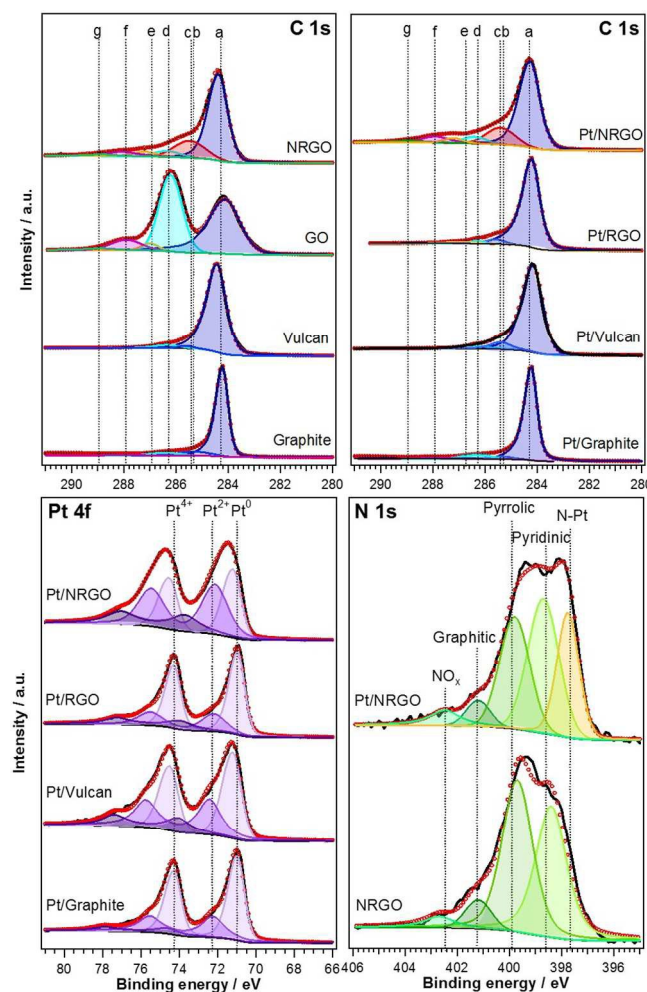 C 1s
g f e d cb a
NRGO
GO
Vulcan
Graphite
290 288 286 284 282 280
Intensity / a.u.
C 1s
g f e d cb a
Pt/NRGO
Pt/RGO
Pt/Vulcan
Pt/Graphite
290 288 286 284 282 280
Pt 4f
Pt⁴⁺ Pt²⁺ Pt⁰
Pt/NRGO
Pt/RGO
Pt/Vulcan
Pt/Graphite
80 78 76 74 72 70 68 66
Binding energy / eV
Intensity / a.u.
N 1s
Pyrrolic
N-Pt
Pyridinic
Graphitic
NOₓ
Pt/NRGO
NRGO
406 404 402 400 398 396
Binding energy / eV